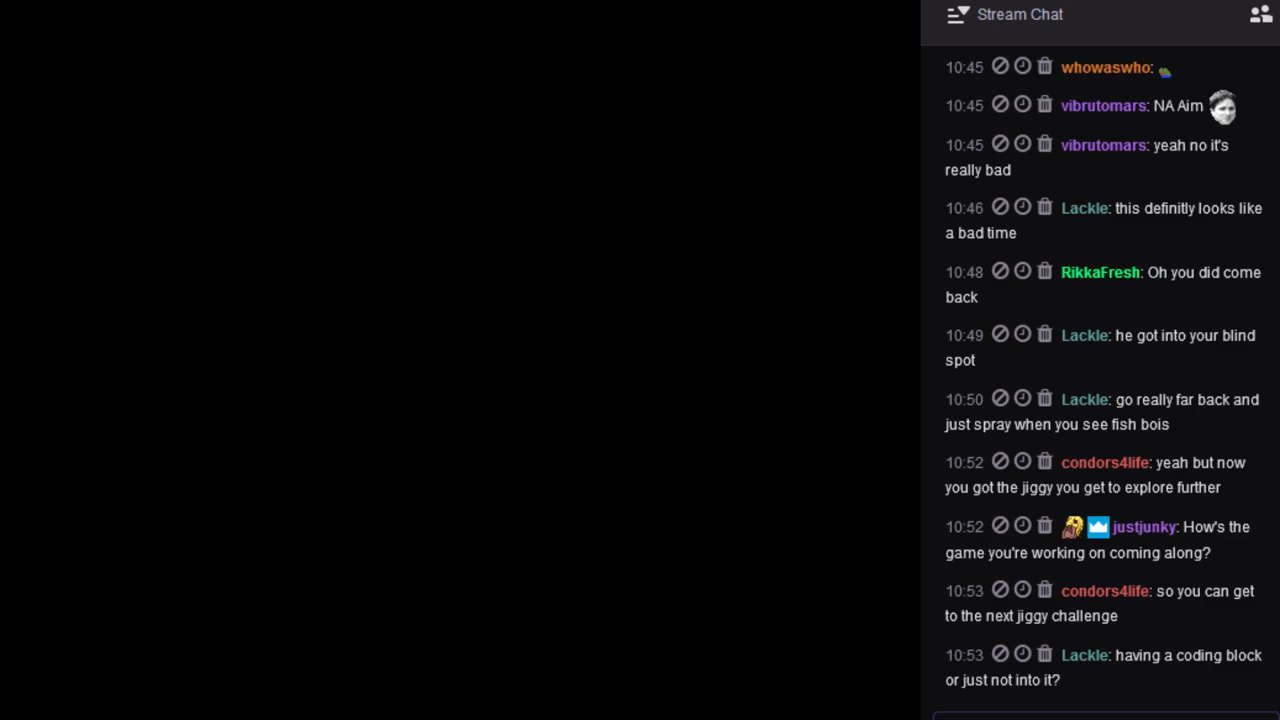 Stream Chat
10:45 whowaswho:
10:45 vibrutomars: NA Aim
10:45 vibrutomars: yeah no it's
really bad
10:46 Lackle: this definitly looks like
a bad time
10:48 RikkaFresh: Oh you did come
back
10:49 Lackle: he got into your blind
spot
10:50 Lackle: go really far back and
just spray when you see fish bois
10:52 condors4life: yeah but now
you got the jiggy you get to explore further
10:52 justjunky: How's the
game you're working on coming along?
10:53 condors4life: so you can get
to the next jiggy challenge
10:53 Lackle: having a coding block
or just not into it?